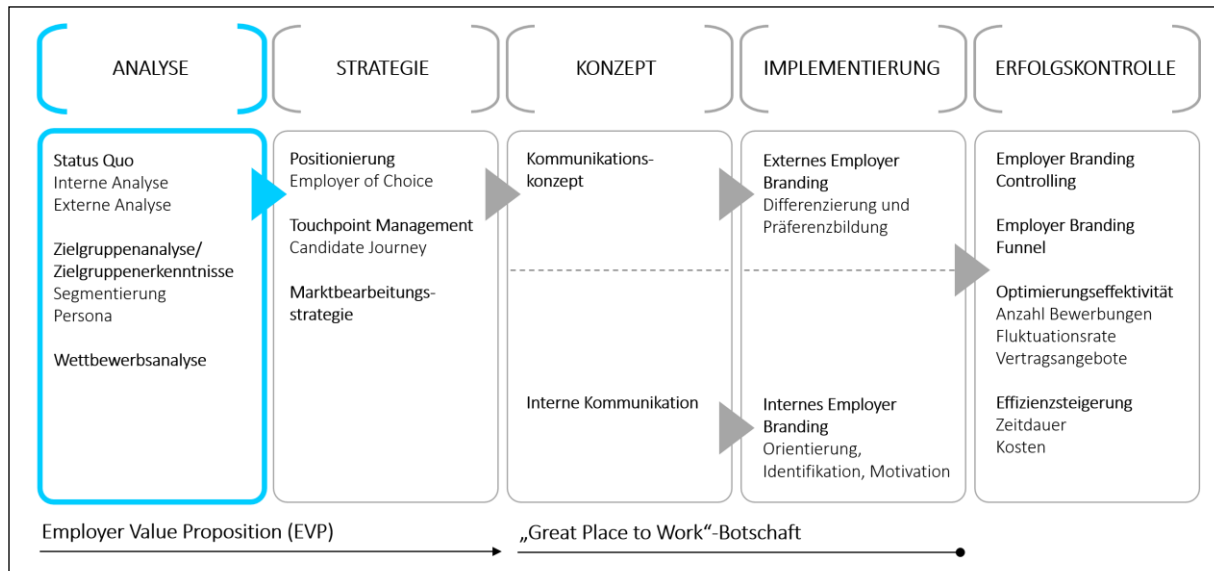 ANALYSE
STRATEGIE
KONZEPT
IMPLEMENTIERUNG
ERFOLGSKONTROLLE
Status Quo
Interne Analyse
Externe Analyse
Zielgruppenanalyse/
Zielgruppenerkenntnisse
Segmentierung
Persona
Wettbewerbsanalyse
Positionierung
Employer of Choice
Touchpoint Management
Candidate Journey
Marktbearbeitungs-
strategie
Kommunikations-
konzept
Interne Kommunikation
Externes Employer
Branding
Differenzierung und
Präferenzbildung
Internes Employer
Branding
Orientierung,
Identifikation, Motivation
Employer Branding
Controlling
Employer Branding
Funnel
Optimierungseffektivität
Anzahl Bewerbungen
Fluktuationsrate
Vertragsangebote
Effizienzsteigerung
Zeitdauer
Kosten
Employer Value Proposition (EVP)
„Great Place to Work“-Botschaft